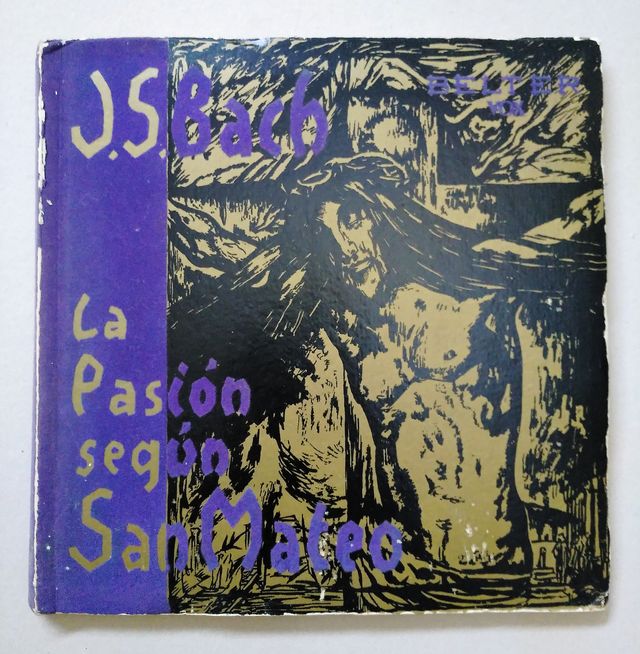 J.S.Bach
BELTER
La
Pasión
según
San Mateo